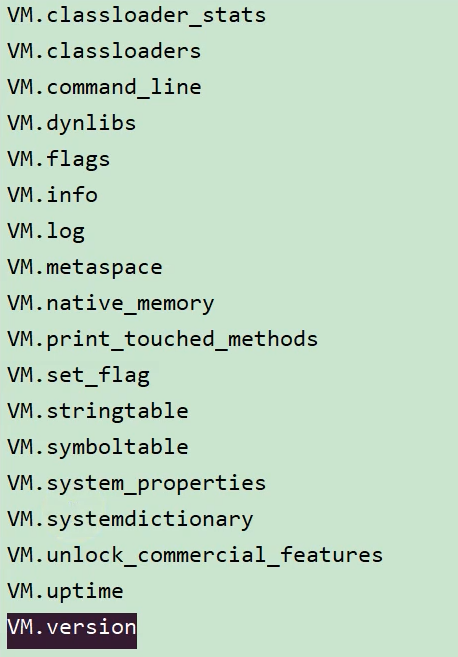 VM.classloader_stats
VM.classloaders
VM.command_line
VM.dynlibs
VM.flags
VM.info
VM.log
VM.metaspace
VM.native_memory
VM.print_touched_methods
VM.set_flag
VM.stringtable
VM.symboltable
VM.system_properties
VM.systemdictionary
VM.unlock_commercial_features
VM.uptime
VM.version